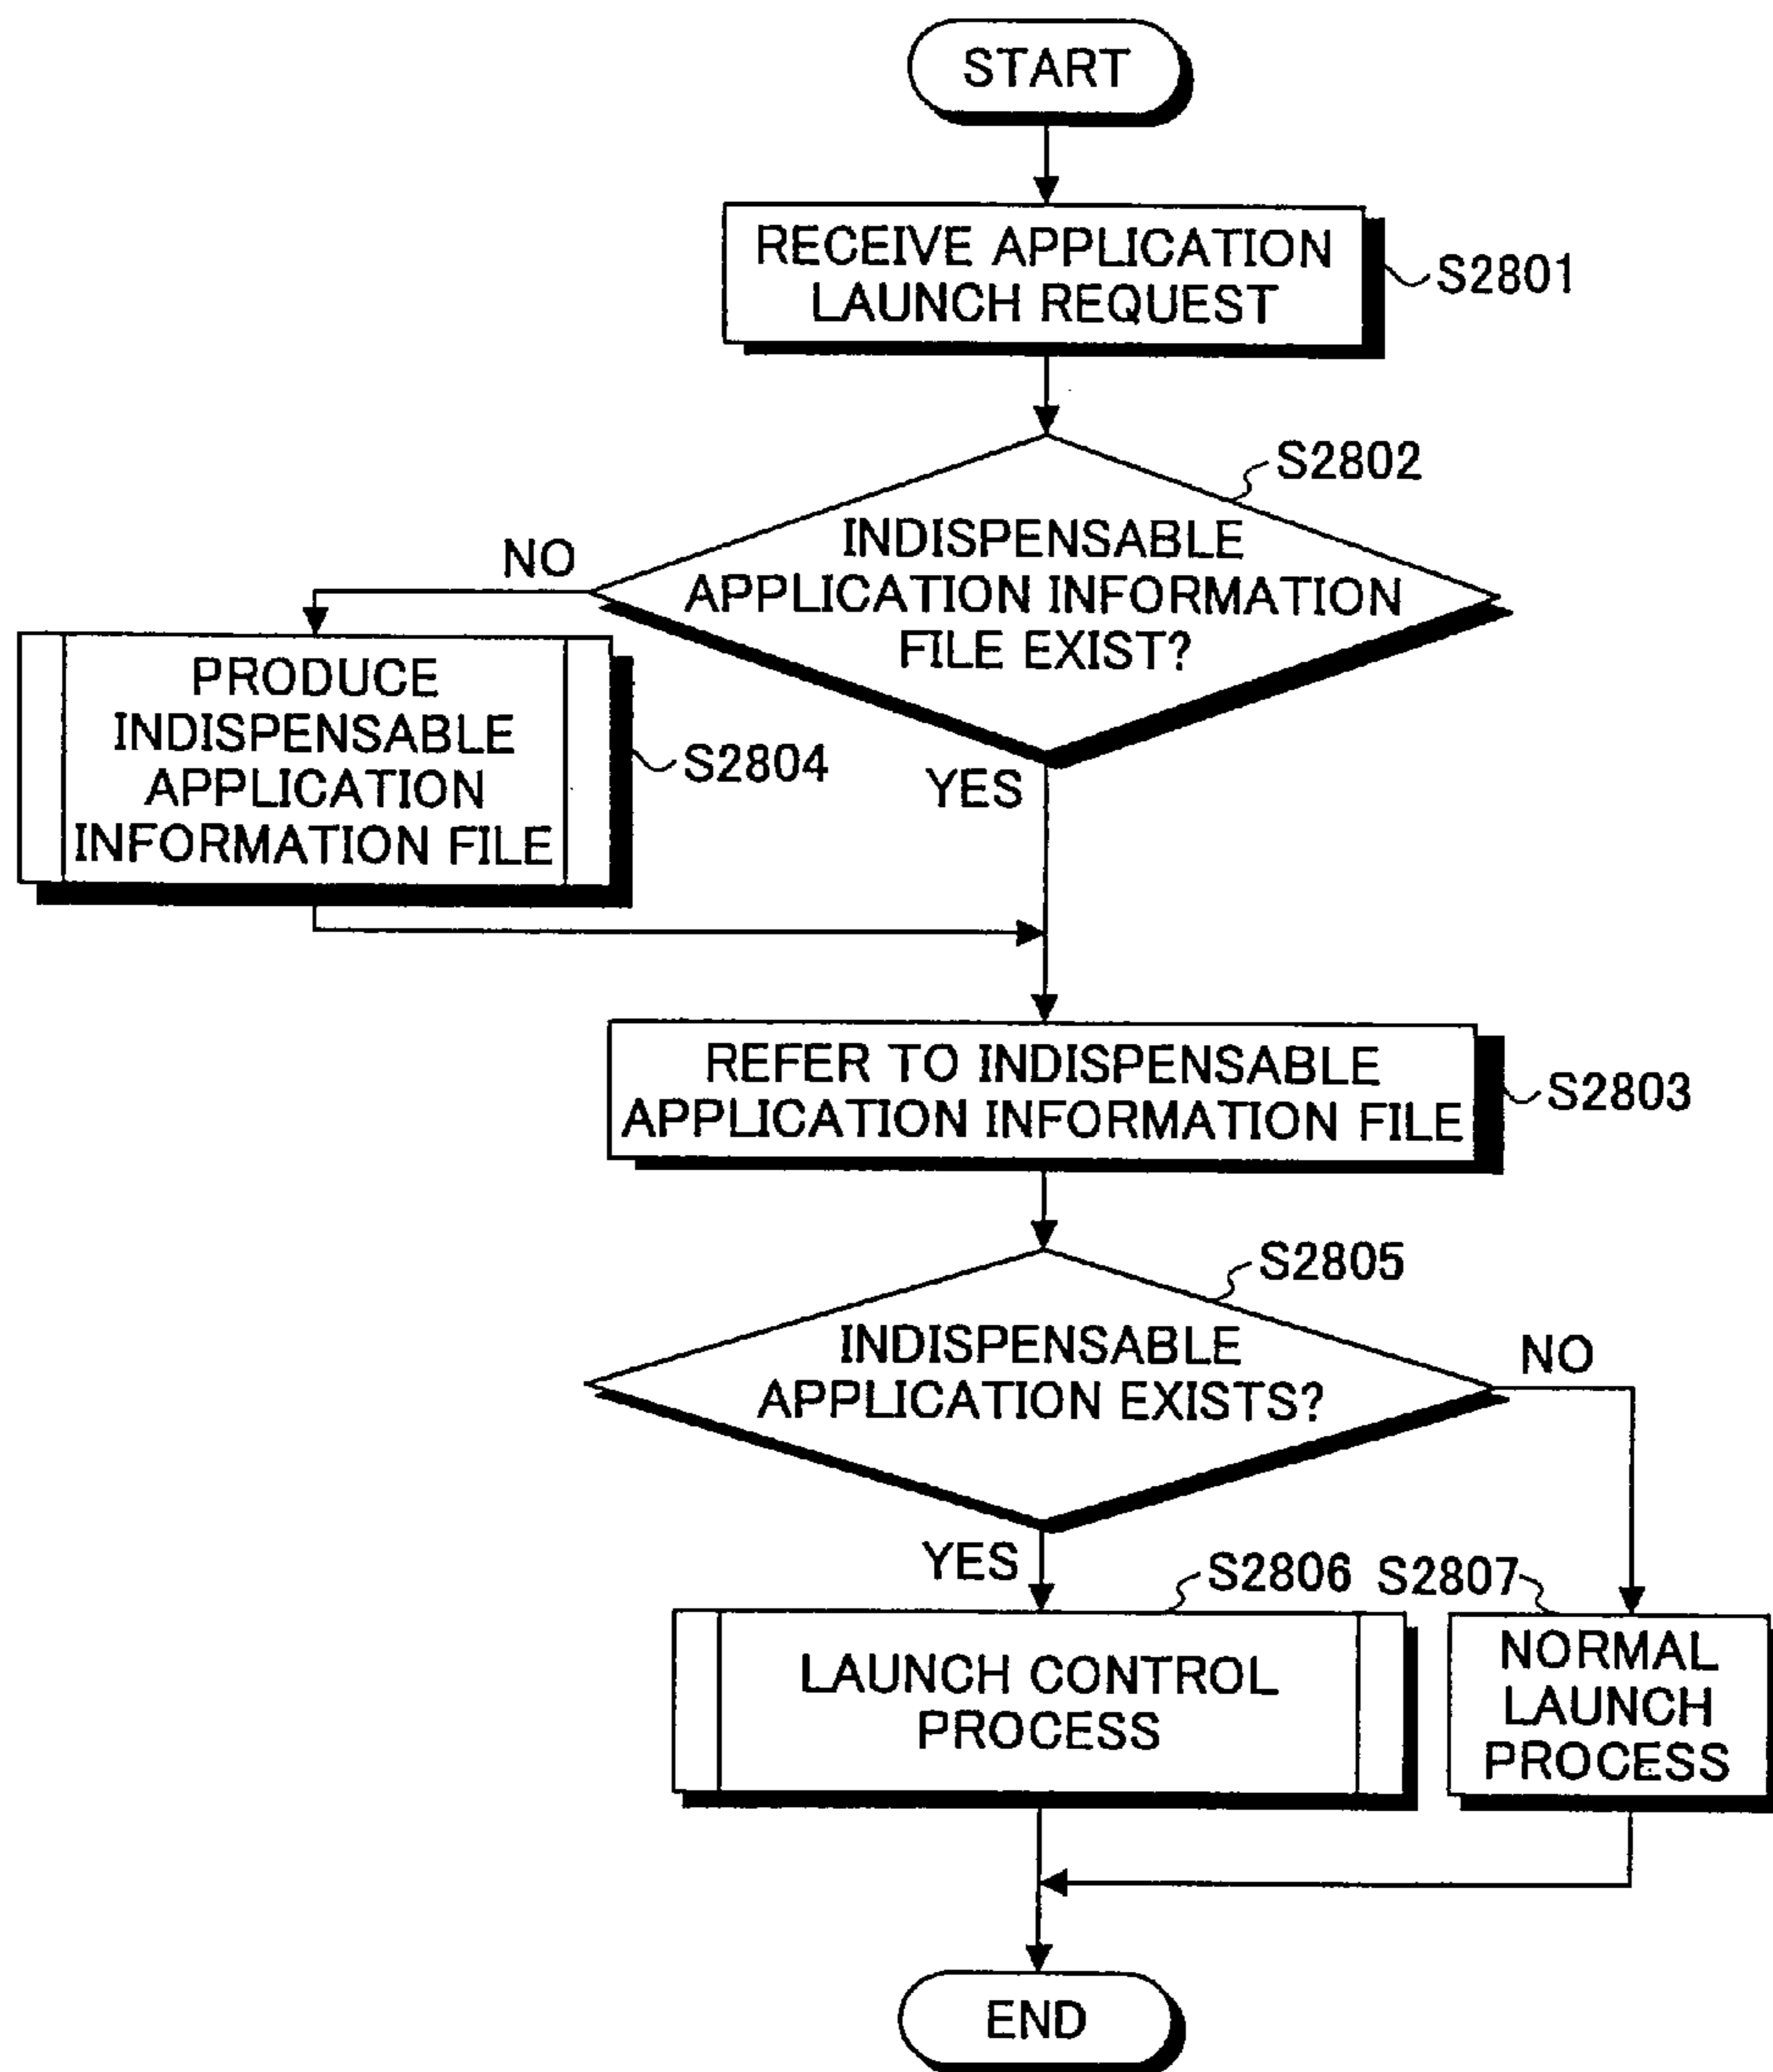 START
RECEIVE APPLICATION
LAUNCH REQUEST
S2801
S2802
INDISPENSABLE
APPLICATION INFORMATION
FILE EXIST?
NO
YES
PRODUCE
INDISPENSABLE
APPLICATION
INFORMATION FILE
S2804
REFER TO INDISPENSABLE
APPLICATION INFORMATION FILE
S2803
S2805
INDISPENSABLE
APPLICATION EXISTS?
NO
YES
S2806
S2807
LAUNCH CONTROL
PROCESS
NORMAL
LAUNCH
PROCESS
END